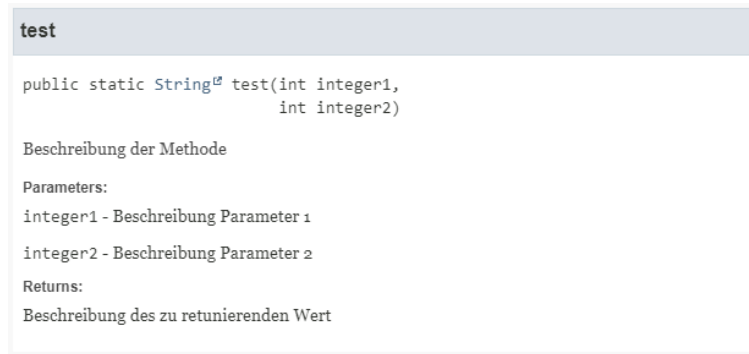 test
public static String test(int integer1,
int integer2)
Beschreibung der Methode
Parameters:
integer1 - Beschreibung Parameter 1
integer2 - Beschreibung Parameter 2
Returns:
Beschreibung des zu retunierenden Wert